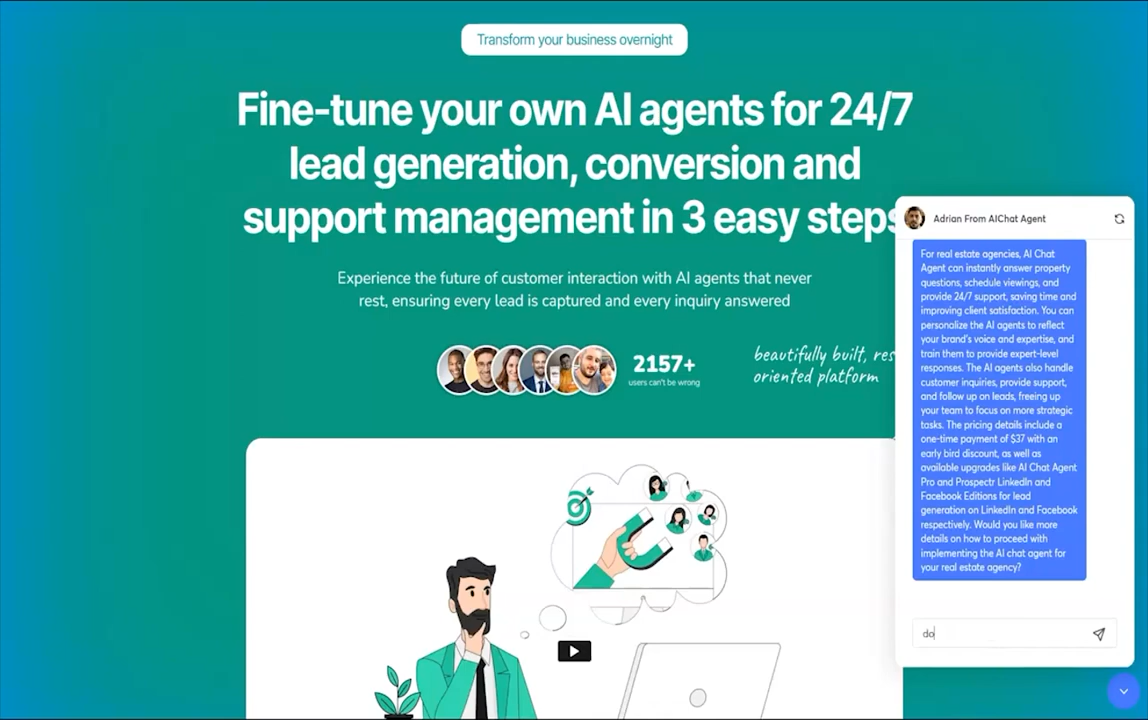 Transform your business overnight
Fine-tune your own AI agents for 24/7
lead generation, conversion and
support management in 3 easy steps
Experience the future of customer interaction with AI agents that never
rest, ensuring every lead is captured and every inquiry answered
2157+
users can't be wrong
beautifully built, res
oriented platform
Adrian From AIChat Agent
For real estate agencies, AI Chat
Agent can instantly answer property
questions, schedule viewings, and
provide 24/7 support, saving time and
improving client satisfaction. You can
personalize the AI agents to reflect
your brand's voice and expertise, and
train them to provide expert-level
responses. The AI agents also handle
customer inquiries, provide support,
and follow up on leads, freeing up
your team to focus on more strategic
tasks. The pricing details include a
one-time payment of $37 with an
early bird discount, as well as
available upgrades like AI Chat Agent
Pro and Prospectr LinkedIn and
Facebook Editions for lead
generation on LinkedIn and Facebook
respectively. Would you like more
details on how to proceed with
implementing the AI chat agent for
your real estate agency?
do